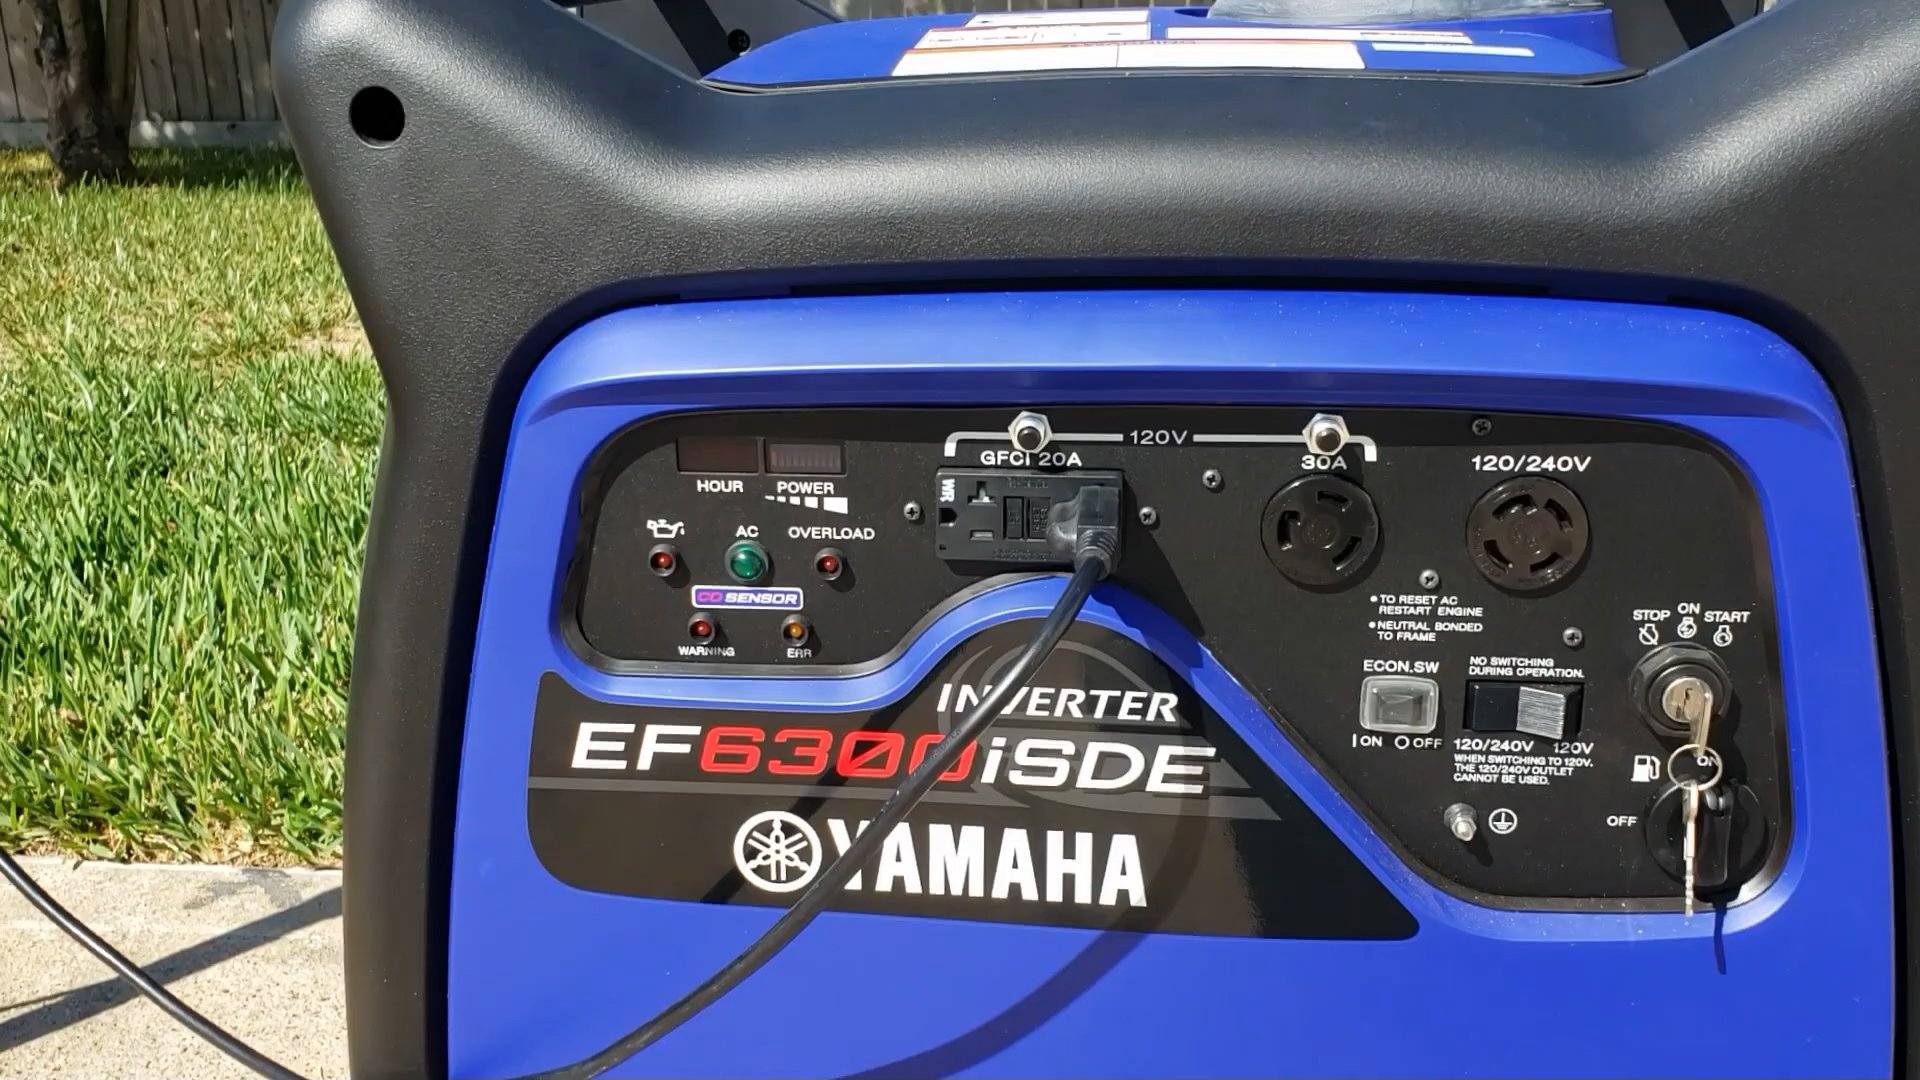 120V
GFCI 20A
30A
120/240V
WR
HOUR
POWER
AC
OVERLOAD
CO SENSOR
WARNING
ERR
• TO RESET AC
RESTART ENGINE
• NEUTRAL BONDED
TO FRAME
STOP
ON
START
ECON.SW
NO SWITCHING
DURING OPERATION.
| ON
O OFF
120/240V
120V
WHEN SWITCHING TO 120V.
THE 120/240V OUTLET
CANNOT BE USED.
ON
OFF
INVERTER
EF6300iSDE
YAMAHA